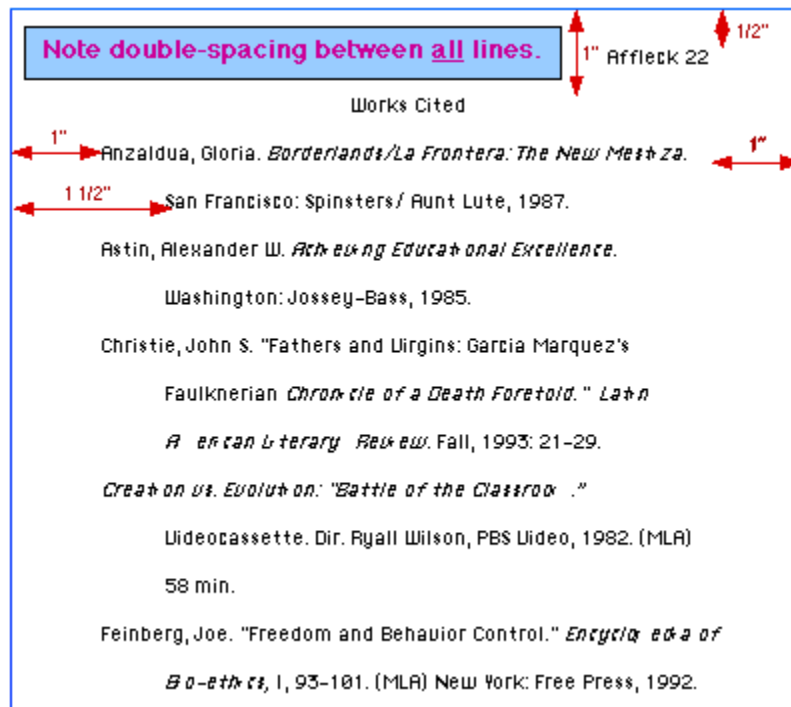 Note double-spacing between all lines.
1" Affleck 22
1/2"
Works Cited
1"
Anzaldua, Gloria. Borderlands/La Frontera: The New Mestiza.
1"
1 1/2"
San Francisco: Spinsters/ Aunt Lute, 1987.
Astin, Alexander W. Achieving Educational Excellence.
Washington: Jossey-Bass, 1985.
Christie, John S. "Fathers and Virgins: Garcia Marquez's
Faulknerian Chronicle of a Death Foretold." Latin
American Literary Review. Fall, 1993: 21-29.
Creation vs. Evolution: "Battle of the Classroom."
Videocassette. Dir. Ryall Wilson, PBS Video, 1982. (MLA)
58 min.
Feinberg, Joe. "Freedom and Behavior Control." Encyclopedia of
Bio-ethics, I, 93-101. (MLA) New York: Free Press, 1992.